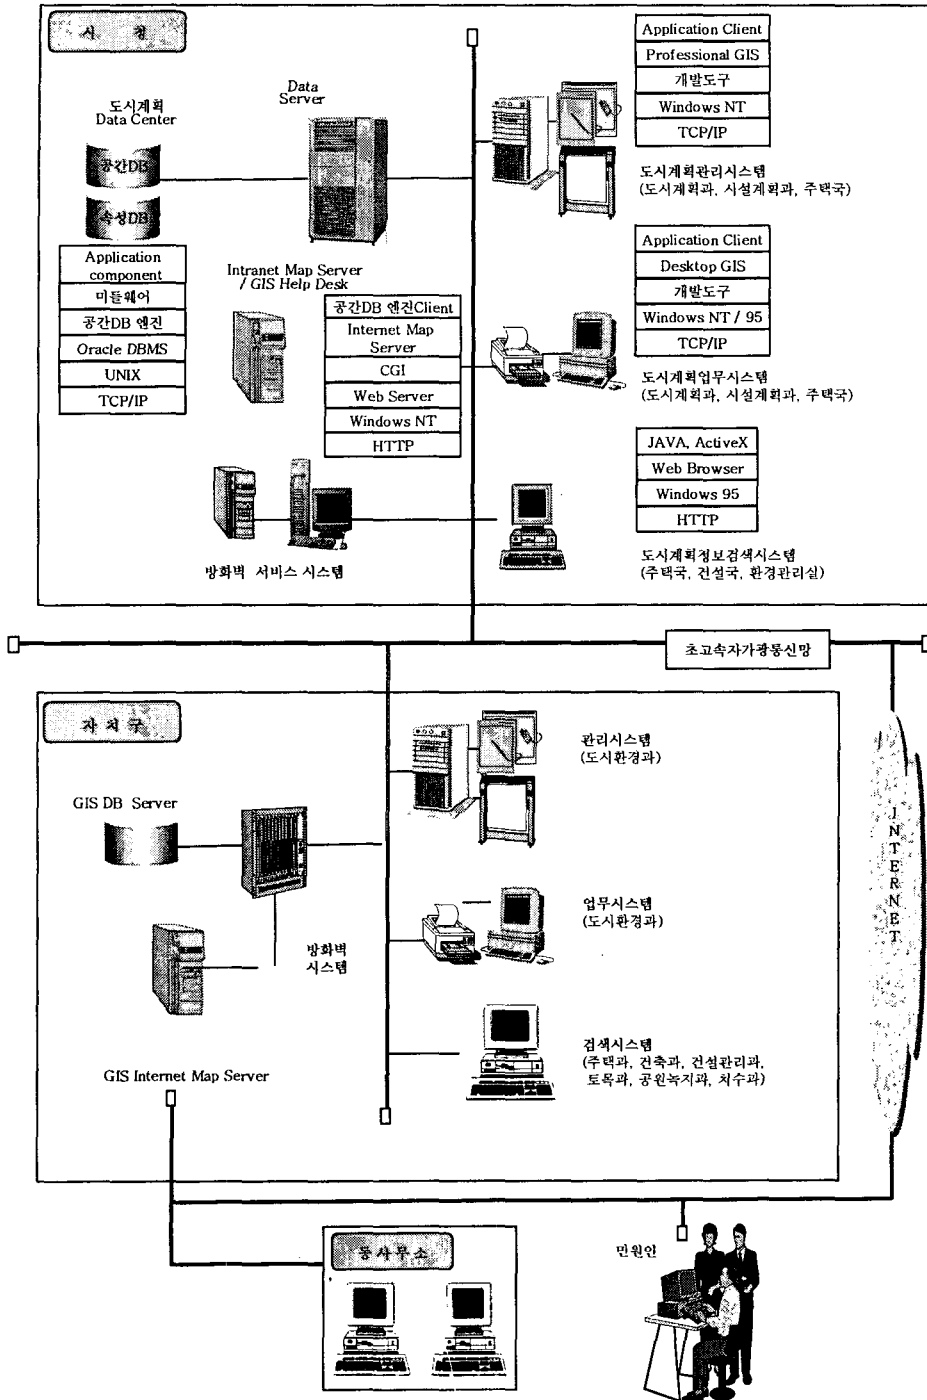 시 청
도시계획
Data Center
공간DB
속성DB
Data
Server
Application
component
미들웨어
공간DB 엔진
Oracle DBMS
UNIX
TCP/IP
Intranet Map Server
/ GIS Help Desk
공간DB 엔진Client
Internet Map
Server
CGI
Web Server
Windows NT
HTTP
방화벽 서비스 시스템
Application Client
Professional GIS
개발도구
Windows NT
TCP/IP
도시계획관리시스템
(도시계획과, 시설계획과, 주택국)
Application Client
Desktop GIS
개발도구
Windows NT / 95
TCP/IP
도시계획업무시스템
(도시계획과, 시설계획과, 주택국)
JAVA, ActiveX
Web Browser
Windows 95
HTTP
도시계획정보검색시스템
(주택국, 건설국, 환경관리실)
초고속자가광통신망
자 치 구
GIS DB Server
방화벽
시스템
GIS Internet Map Server
관리시스템
(도시환경과)
업무시스템
(도시환경과)
검색시스템
(주택과, 건축과, 건설관리과,
토목과, 공원녹지과, 치수과)
INTERNET
동사무소
민원인